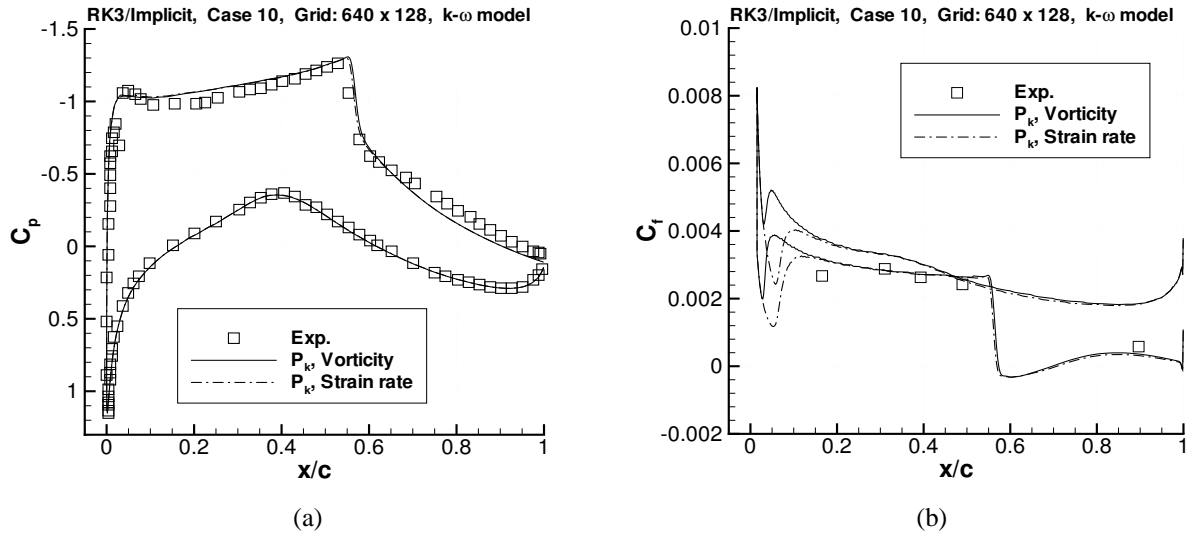 RK3/Implicit, Case 10, Grid: 640 x 128, k-ω model
-1.5
-1
-0.5
0
0.5
1
C_p
0
0.2
0.4
0.6
0.8
1
x/c
Exp.
P_k, Vorticity
P_k, Strain rate
(a)
RK3/Implicit, Case 10, Grid: 640 x 128, k-ω model
0.01
0.008
0.006
0.004
0.002
0
-0.002
C_f
0
0.2
0.4
0.6
0.8
1
x/c
Exp.
P_k, Vorticity
P_k, Strain rate
(b)